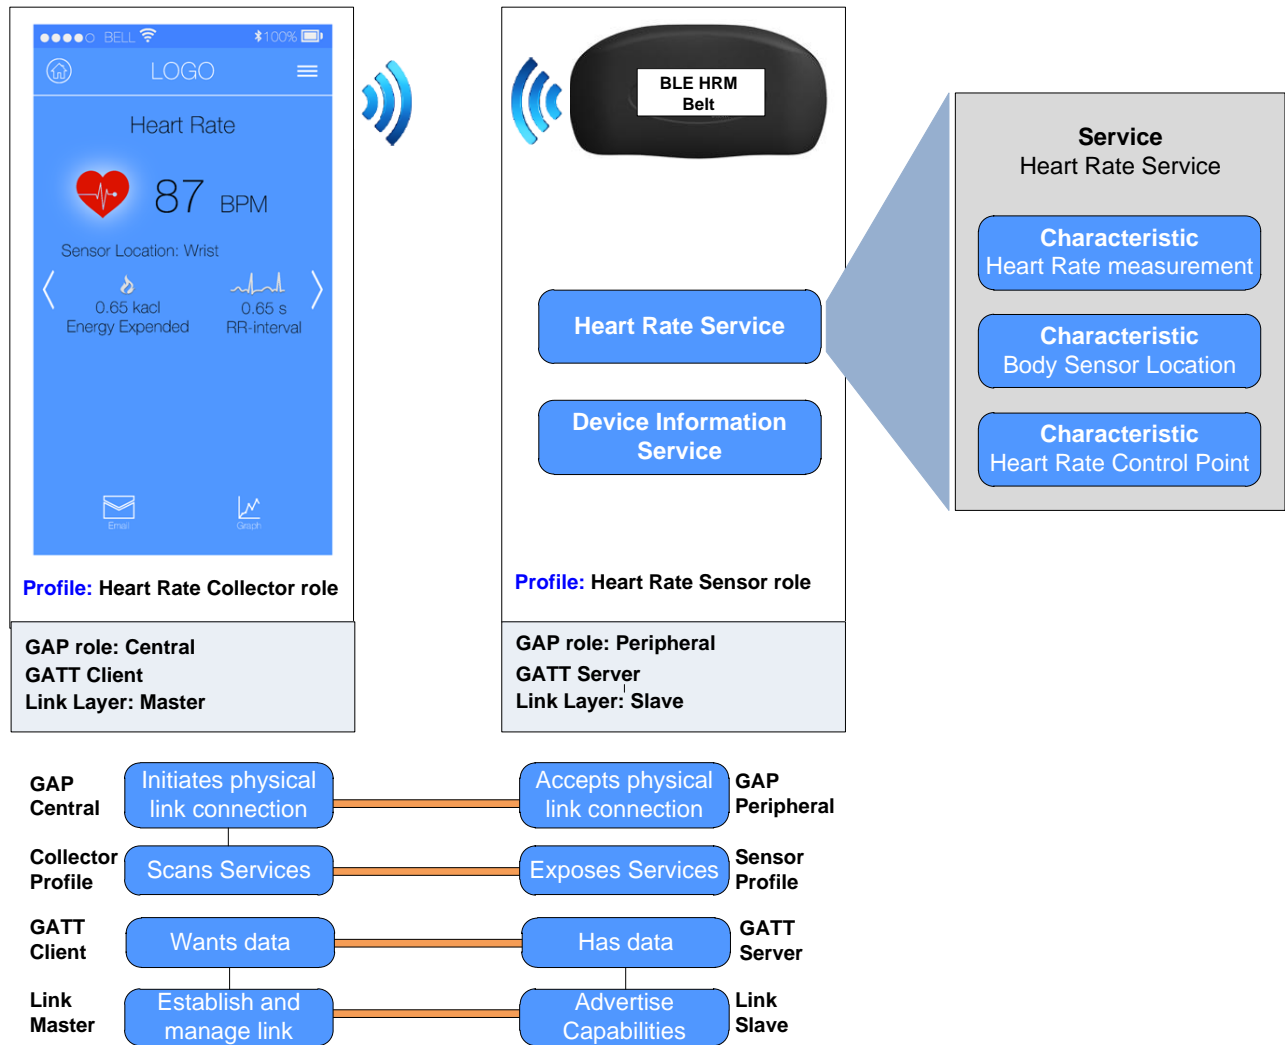 BELL 100%
LOGO
Heart Rate
87 BPM
Sensor Location: Wrist
0.65 kacl
Energy Expended
0.65 s
RR-interval
Email
Graph
Profile: Heart Rate Collector role
GAP role: Central
GATT Client
Link Layer: Master
BLE HRM
Belt
Heart Rate Service
Device Information
Service
Profile: Heart Rate Sensor role
GAP role: Peripheral
GATT Server
Link Layer: Slave
Service
Heart Rate Service
Characteristic
Heart Rate measurement
Characteristic
Body Sensor Location
Characteristic
Heart Rate Control Point
GAP
Central
Initiates physical
link connection
Accepts physical
link connection
GAP
Peripheral
Collector
Profile
Scans Services
Exposes Services
Sensor
Profile
GATT
Client
Wants data
Has data
GATT
Server
Link
Master
Establish and
manage link
Advertise
Capabilities
Link
Slave